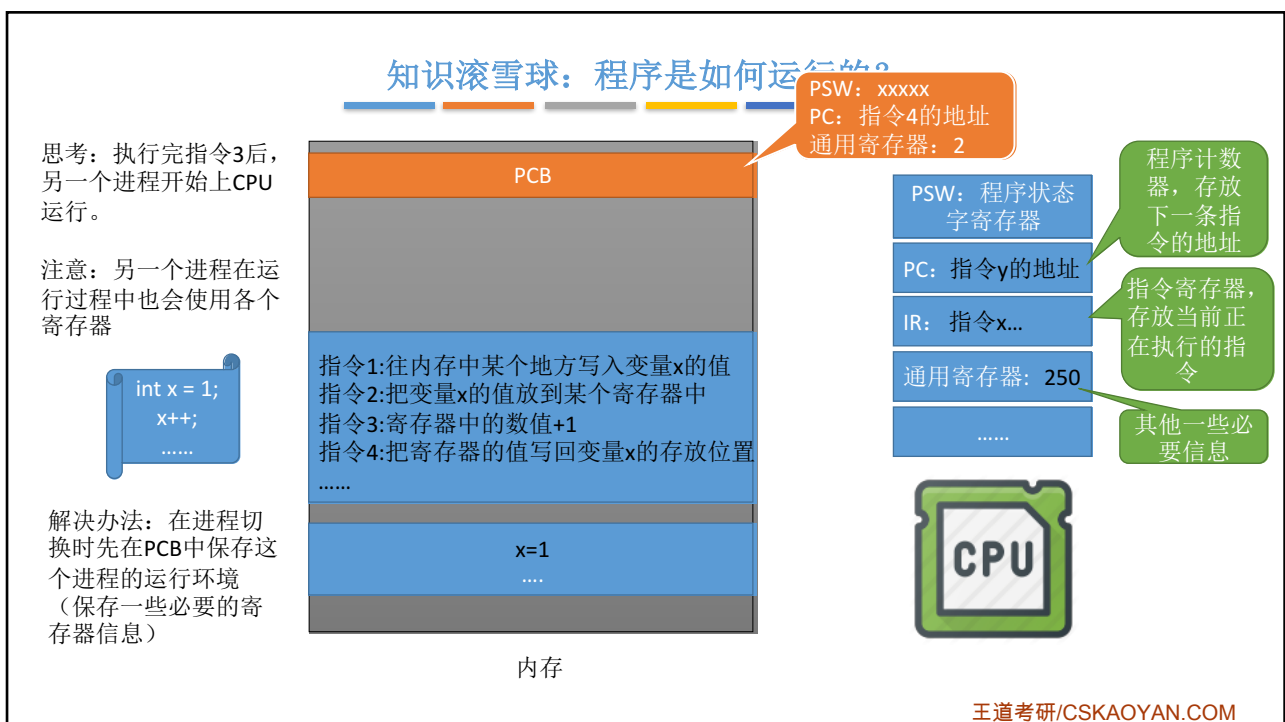 知识滚雪球：程序是如何运行的？
PSW：xxxxx
PC：指令4的地址
通用寄存器：2
思考：执行完指令3后，
另一个进程开始上CPU
运行。
注意：另一个进程在运
行过程中也会使用各个
寄存器
int x = 1;
x++;
……
解决办法：在进程切
换时先在PCB中保存这
个进程的运行环境
（保存一些必要的寄
存器信息）
PCB
指令1:往内存中某个地方写入变量x的值
指令2:把变量x的值放到某个寄存器中
指令3:寄存器中的数值+1
指令4:把寄存器的值写回变量x的存放位置
……
x=1
….
内存
PSW：程序状态
字寄存器
PC：指令y的地址
IR： 指令x…
通用寄存器: 250
……
程序计数
器，存放
下一条指
令的地址
指令寄存器，
存放当前正
在执行的指
令
其他一些必
要信息
CPU
王道考研/CSKAOYAN.COM